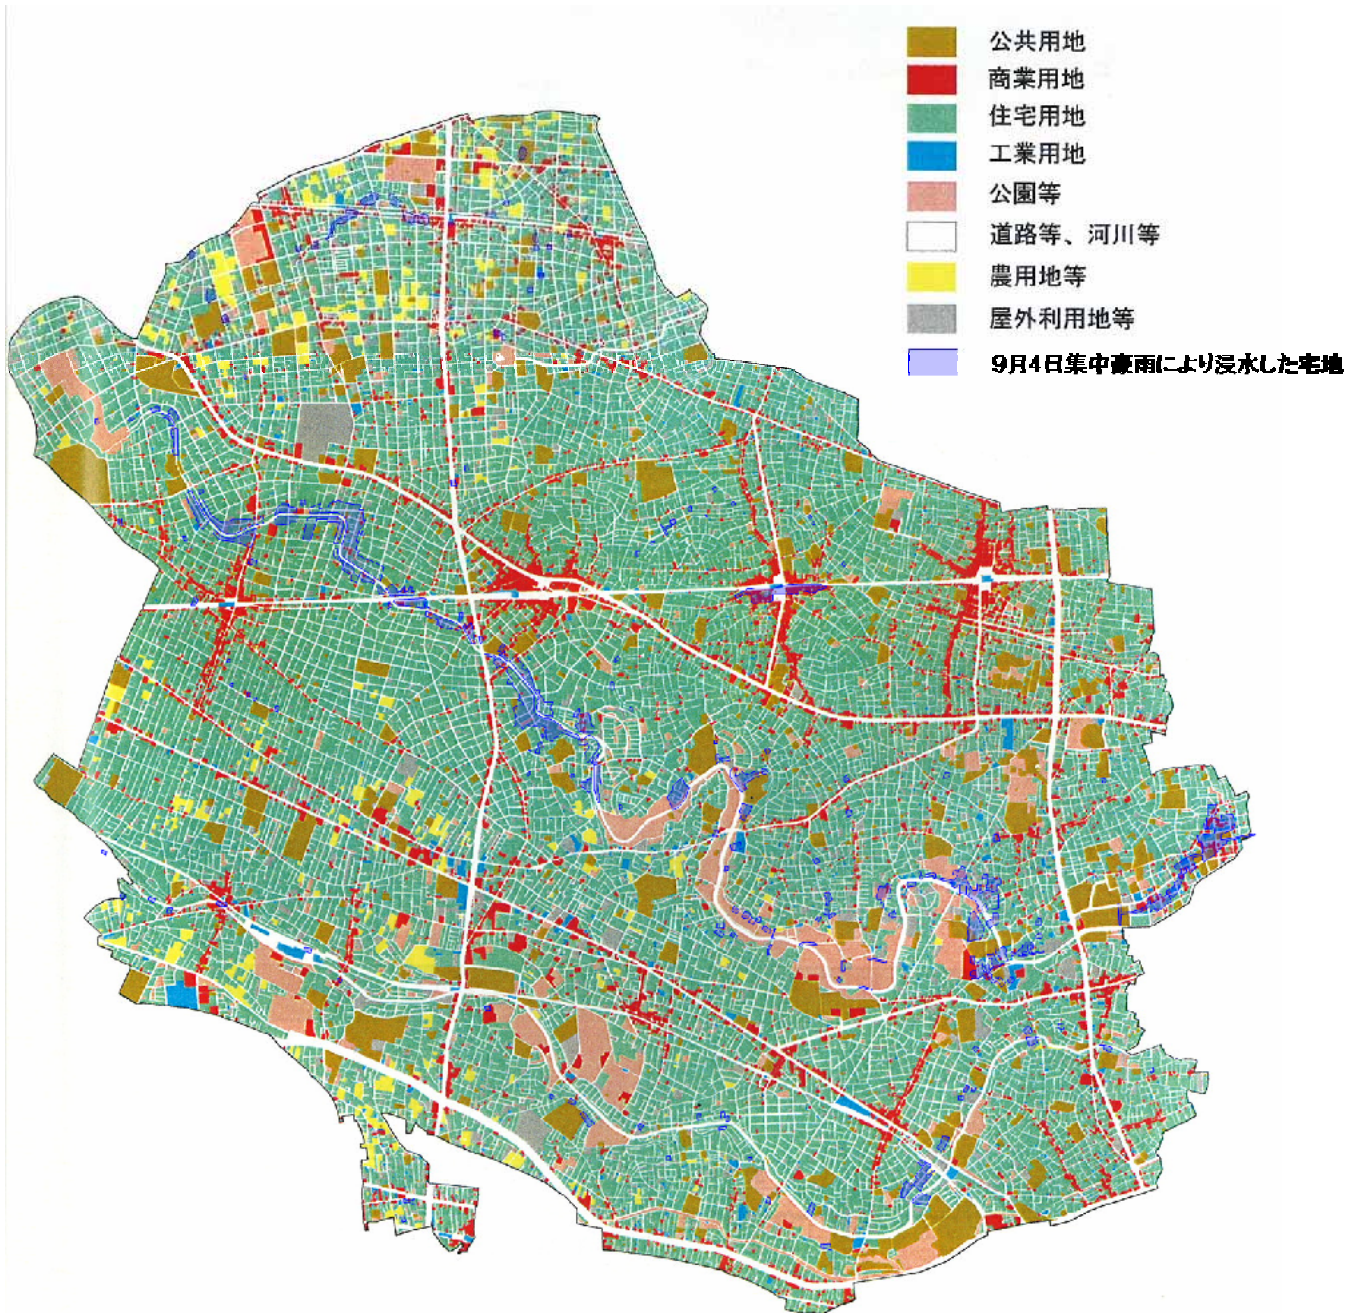 公共用地
商業用地
住宅用地
工業用地
公園等
道路等、河川等
農用地等
屋外利用地等
9月4日集中豪雨により浸水した宅地